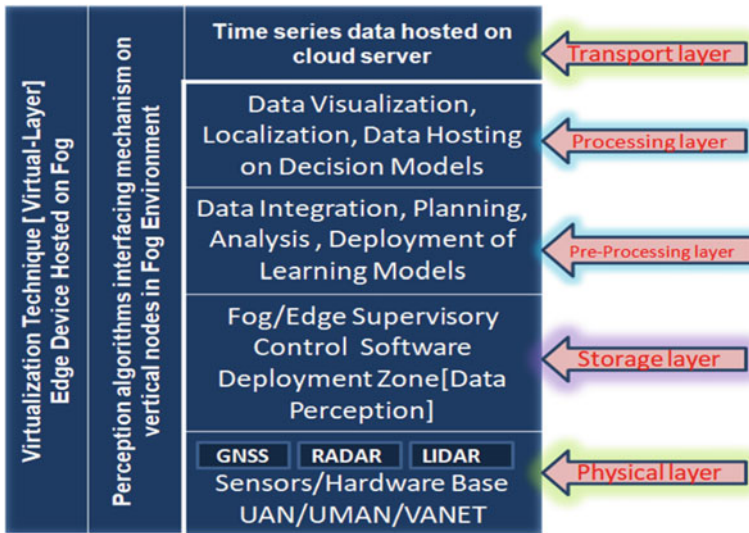 Virtualization Technique [ Virtual-Layer]
Edge Device Hosted on Fog
Perception algorithms interfacing mechanism on
vertical nodes in Fog Environment
Time series data hosted on
cloud server
Transport layer
Data Visualization,
Localization, Data Hosting
on Decision Models
Processing layer
Data Integration, Planning,
Analysis , Deployment of
Learning Models
Pre-Processing layer
Fog/Edge Supervisory
Control Software
Deployment Zone[Data
Perception]
Storage layer
GNSS RADAR LIDAR
Sensors/Hardware Base
UAN/UMAN/VANET
Physical layer